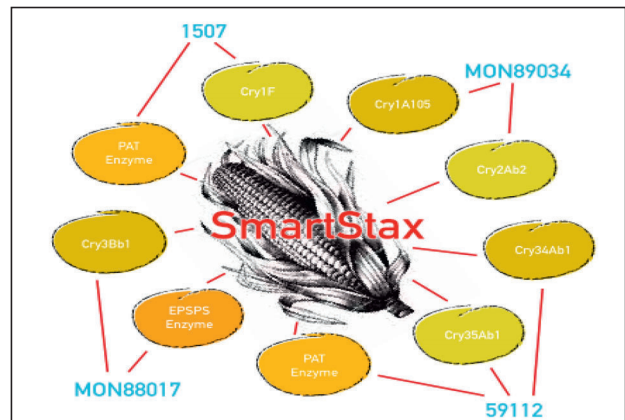 1507
Cry1F
MON89034
Cry1A105
PAT
Enzyme
Cry2Ab2
SmartStax
Cry3Bb1
Cry34Ab1
EPSPS
Enzyme
Cry35Ab1
PAT
Enzyme
MON88017
59112